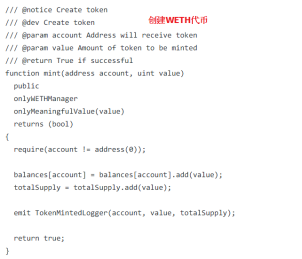 /// @notice Create token
/// @dev Create token
创建WETH代币
/// @param account Address will receive token
/// @param value Amount of token to be minted
/// @return True if successful
function mint(address account, uint value)
public
onlyWETHManager
onlyMeaningfulValue(value)
returns (bool)
{
require(account != address(0));
balances[account] = balances[account].add(value);
totalSupply = totalSupply.add(value);
emit TokenMintedLogger(account, value, totalSupply);
return true;
}